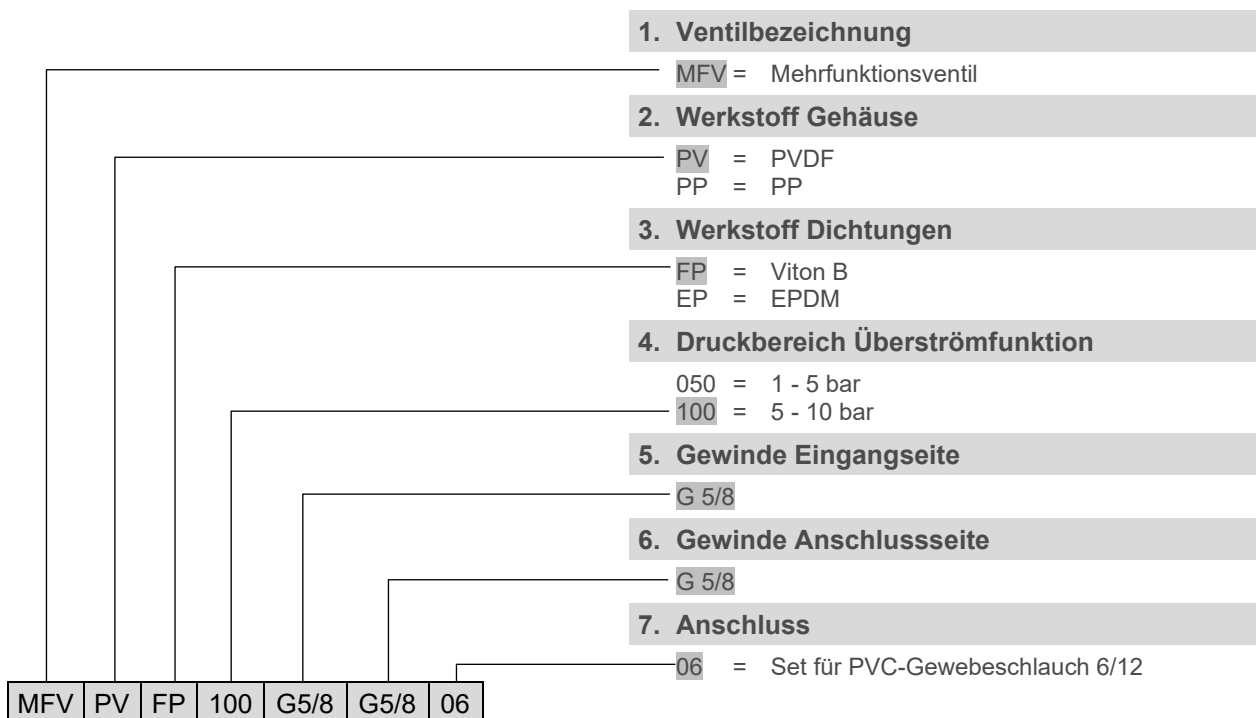 1. Ventilbezeichnung
MFV = Mehrfunktionsventil
2. Werkstoff Gehäuse
PV = PVDF
PP = PP
3. Werkstoff Dichtungen
FP = Viton B
EP = EPDM
4. Druckbereich Überströmfunktion
050 = 1 - 5 bar
100 = 5 - 10 bar
5. Gewinde Eingangseite
G 5/8
6. Gewinde Anschlussseite
G 5/8
7. Anschluss
06 = Set für PVC-Gewebeschlauch 6/12
MFV PV FP 100 G5/8 G5/8 06